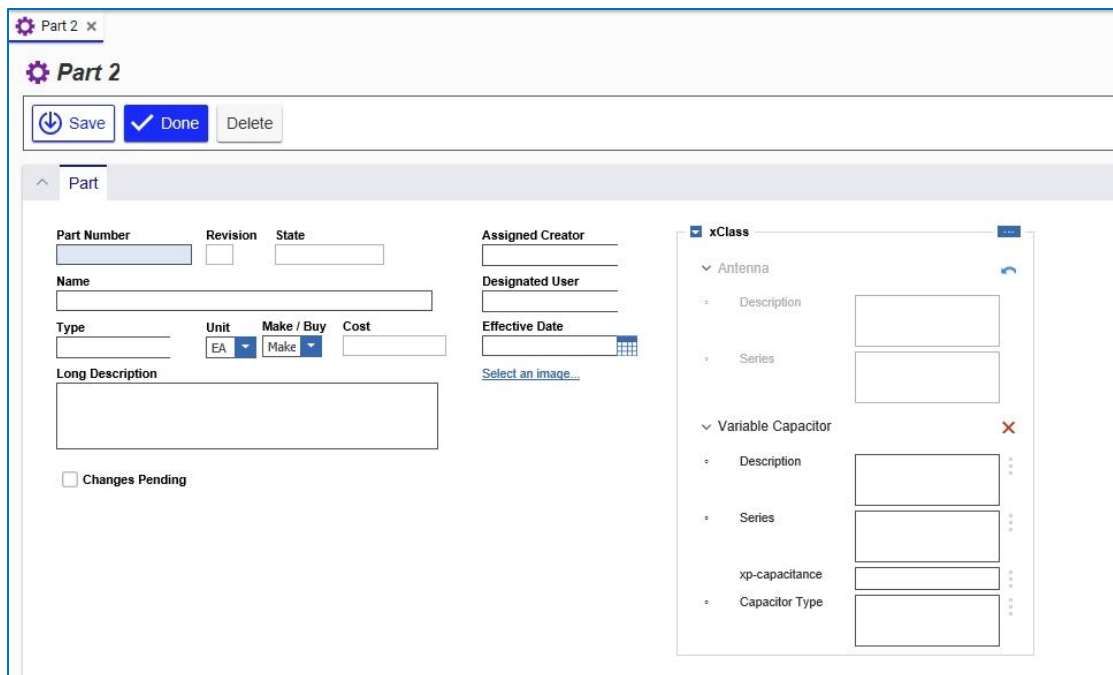 Part 2
Part 2
Save Done Delete
Part
Part Number Revision State
Name
Type Unit Make / Buy Cost
EA Make
Long Description
Changes Pending
Assigned Creator
Designated User
Effective Date
Select an image...
xClass
Antenna
Description
Series
Variable Capacitor
Description
Series
xp-capacitance
Capacitor Type